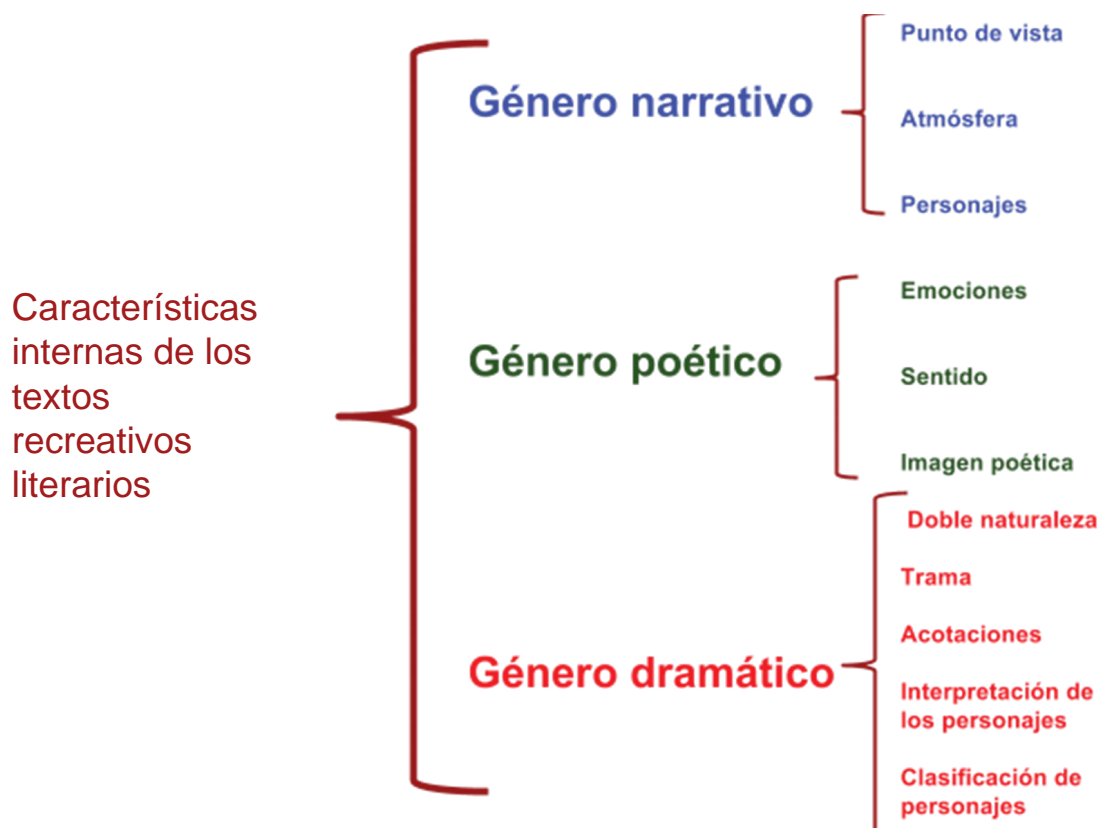 Características
internas de los
textos
recreativos
literarios
Género narrativo
Punto de vista
Atmósfera
Personajes
Género poético
Emociones
Sentido
Imagen poética
Género dramático
Doble naturaleza
Trama
Acotaciones
Interpretación de
los personajes
Clasificación de
personajes